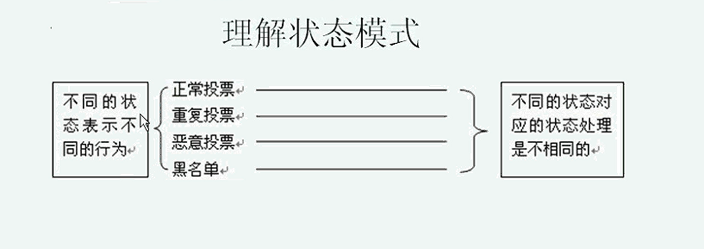 理解状态模式
不同的状
态表示不
同的行为
正常投票
重复投票
恶意投票
黑名单
不同的状态对
应的状态处理
是不相同的